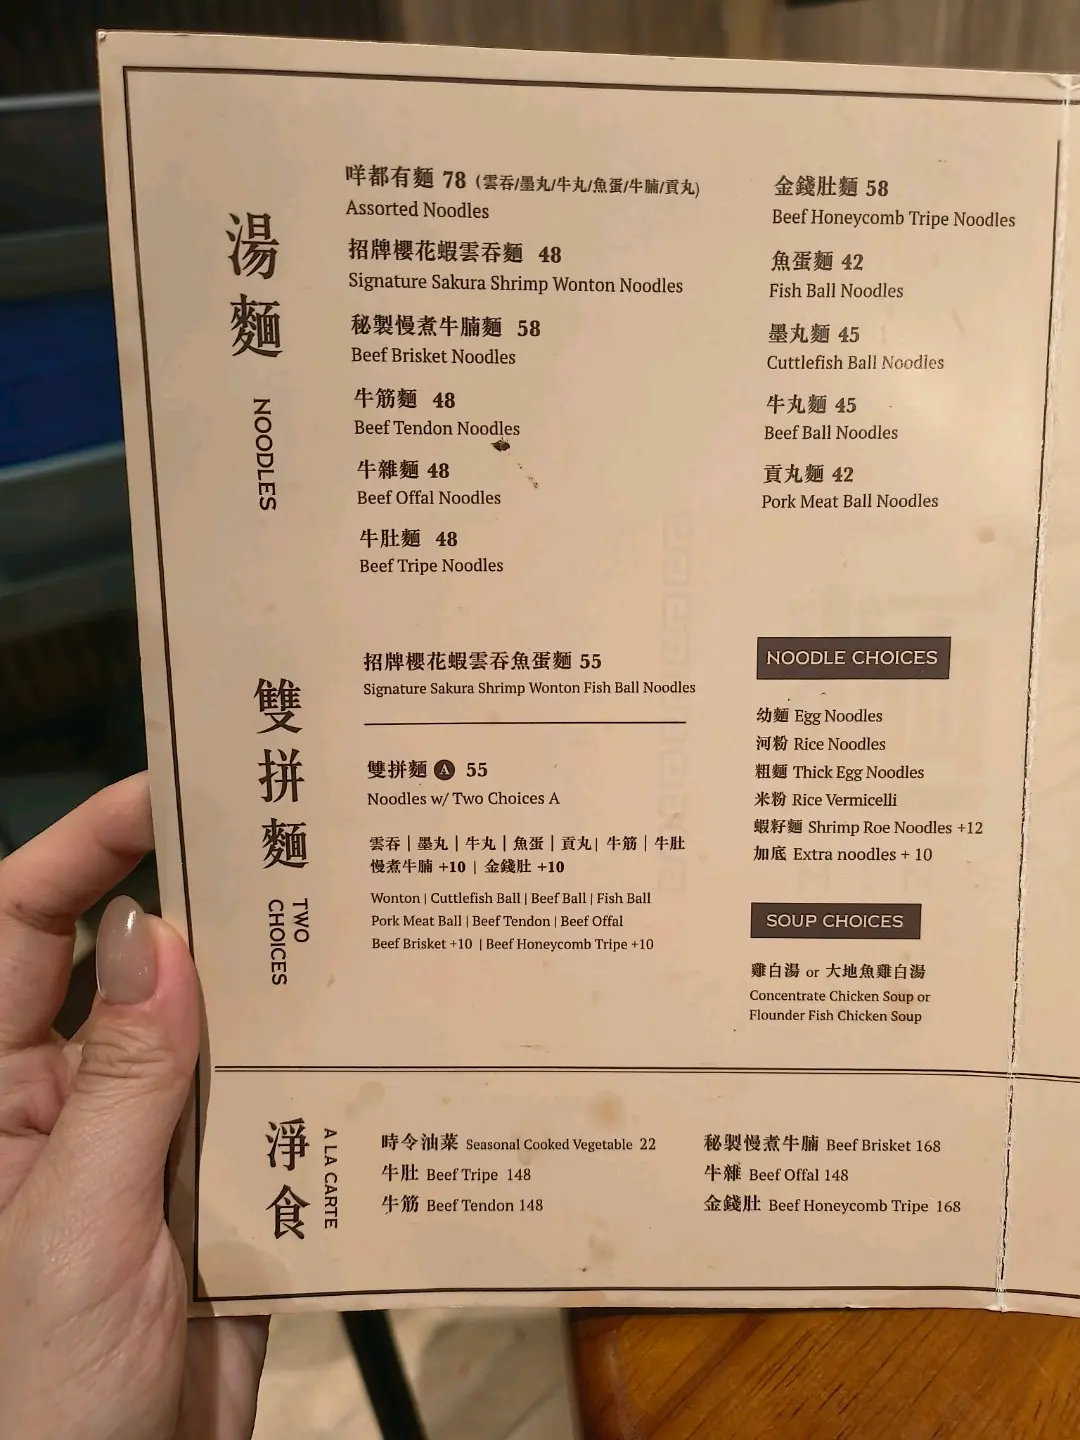 湯麵
NOODLES
咩都有麵 78 (雲吞/墨丸/牛丸/魚蛋/牛腩/貢丸)
Assorted Noodles
招牌櫻花蝦雲吞麵 48
Signature Sakura Shrimp Wonton Noodles
秘製慢煮牛腩麵 58
Beef Brisket Noodles
牛筋麵 48
Beef Tendon Noodles
牛雜麵 48
Beef Offal Noodles
牛肚麵 48
Beef Tripe Noodles
金錢肚麵 58
Beef Honeycomb Tripe Noodles
魚蛋麵 42
Fish Ball Noodles
墨丸麵 45
Cuttlefish Ball Noodles
牛丸麵 45
Beef Ball Noodles
貢丸麵 42
Pork Meat Ball Noodles
雙拼麵
TWO
CHOICES
招牌櫻花蝦雲吞魚蛋麵 55
Signature Sakura Shrimp Wonton Fish Ball Noodles
雙拼麵 A 55
Noodles w/ Two Choices A
雲吞 | 墨丸 | 牛丸 | 魚蛋 | 貢丸 | 牛筋 | 牛肚
慢煮牛腩 +10 | 金錢肚 +10
Wonton | Cuttlefish Ball | Beef Ball | Fish Ball
Pork Meat Ball | Beef Tendon | Beef Offal
Beef Brisket +10 | Beef Honeycomb Tripe +10
NOODLE CHOICES
幼麵 Egg Noodles
河粉 Rice Noodles
粗麵 Thick Egg Noodles
米粉 Rice Vermicelli
蝦籽麵 Shrimp Roe Noodles +12
加底 Extra noodles + 10
SOUP CHOICES
雞白湯 or 大地魚雞白湯
Concentrate Chicken Soup or
Flounder Fish Chicken Soup
淨食
A LA CARTE
時令油菜 Seasonal Cooked Vegetable 22
牛肚 Beef Tripe 148
牛筋 Beef Tendon 148
秘製慢煮牛腩 Beef Brisket 168
牛雜 Beef Offal 148
金錢肚 Beef Honeycomb Tripe 168